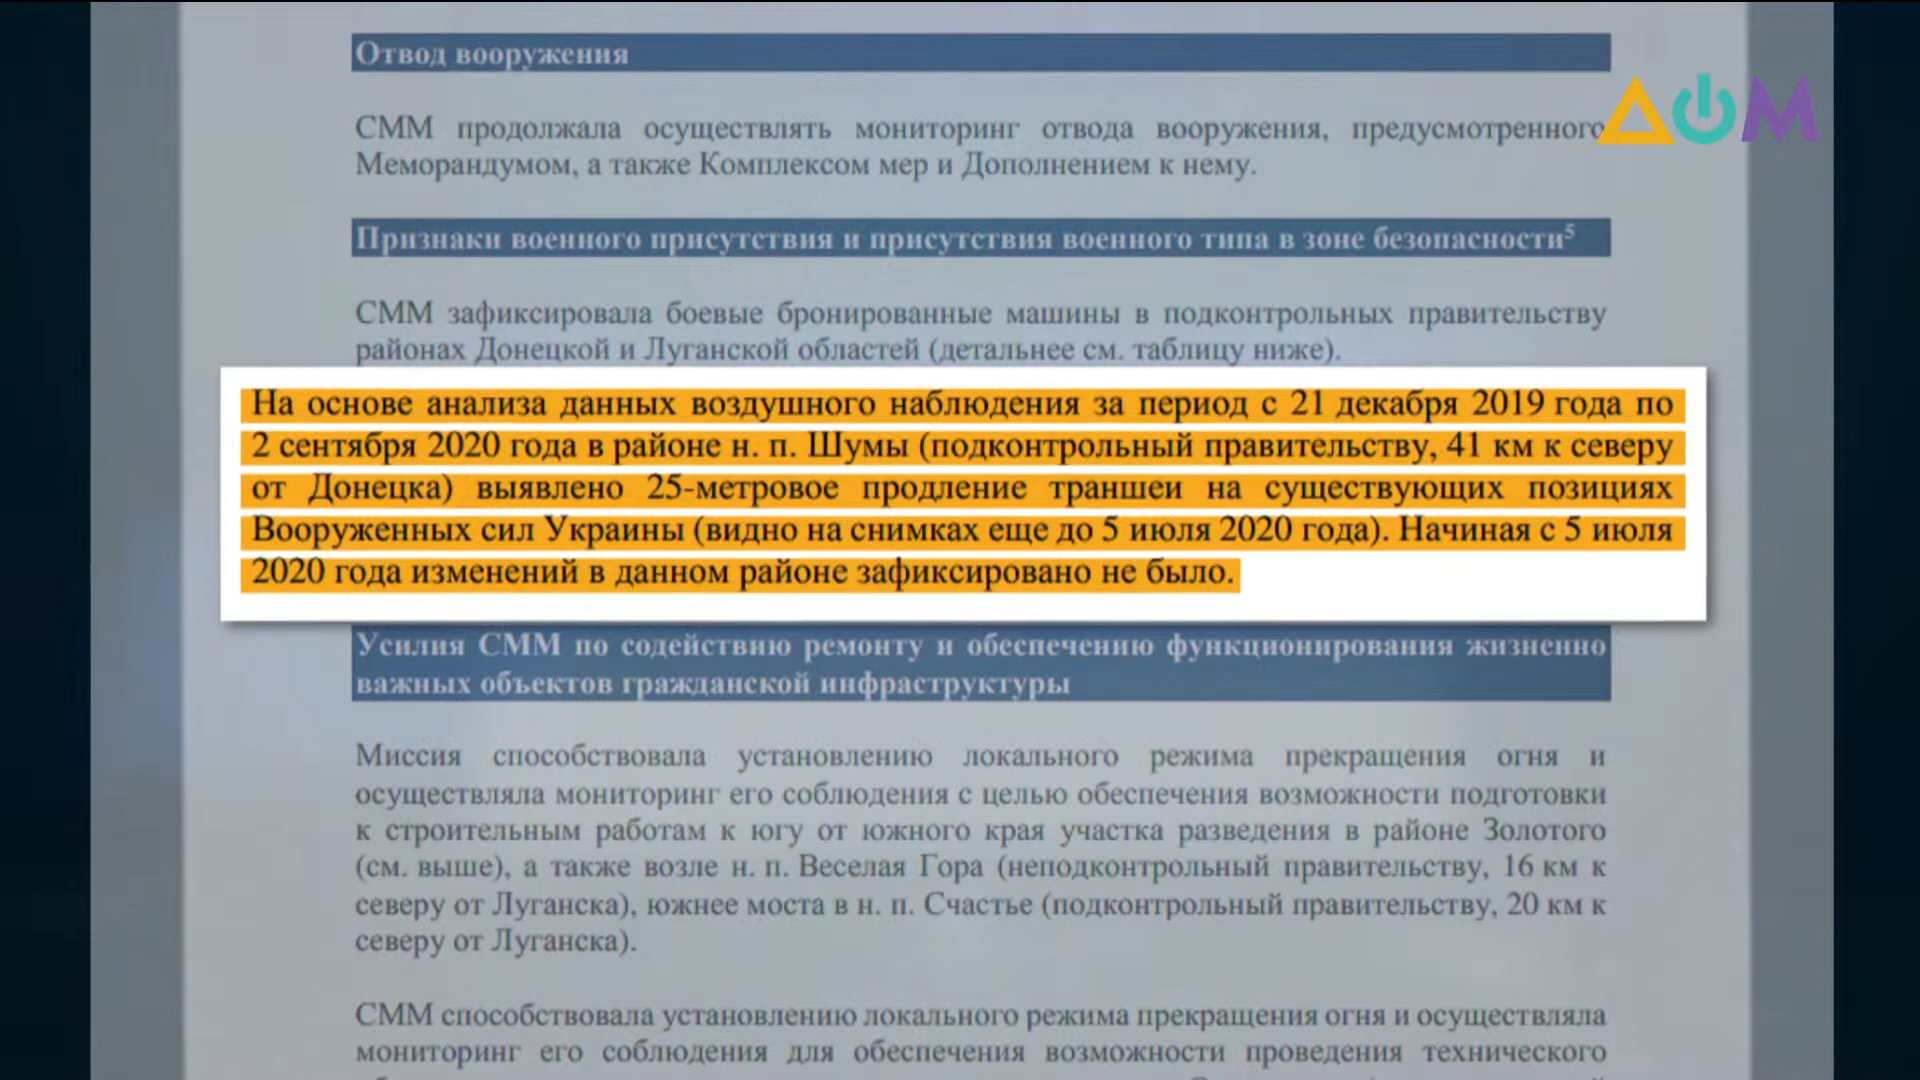 Отвод вооружения
ДОМ
СММ продолжала осуществлять мониторинг отвода вооружения, предусмотренного
Меморандумом, а также Комплексом мер и Дополнением к нему.
Признаки военного присутствия и присутствия военного типа в зоне безопасности⁵
СММ зафиксировала боевые бронированные машины в подконтрольных правительству
районах Донецкой и Луганской областей (детальнее см. таблицу ниже).
На основе анализа данных воздушного наблюдения за период с 21 декабря 2019 года по
2 сентября 2020 года в районе н. п. Шумы (подконтрольный правительству, 41 км к северу
от Донецка) выявлено 25-метровое продление траншеи на существующих позициях
Вооруженных сил Украины (видно на снимках еще до 5 июля 2020 года). Начиная с 5 июля
2020 года изменений в данном районе зафиксировано не было.
Усилия СММ по содействию ремонту и обеспечению функционирования жизненно
важных объектов гражданской инфраструктуры
Миссия способствовала установлению локального режима прекращения огня и
осуществляла мониторинг его соблюдения с целью обеспечения возможности подготовки
к строительным работам к югу от южного края участка разведения в районе Золотого
(см. выше), а также возле н. п. Веселая Гора (неподконтрольный правительству, 16 км к
северу от Луганска), южнее моста в н. п. Счастье (подконтрольный правительству, 20 км к
северу от Луганска).
СММ способствовала установлению локального режима прекращения огня и осуществляла
мониторинг его соблюдения для обеспечения возможности проведения технического